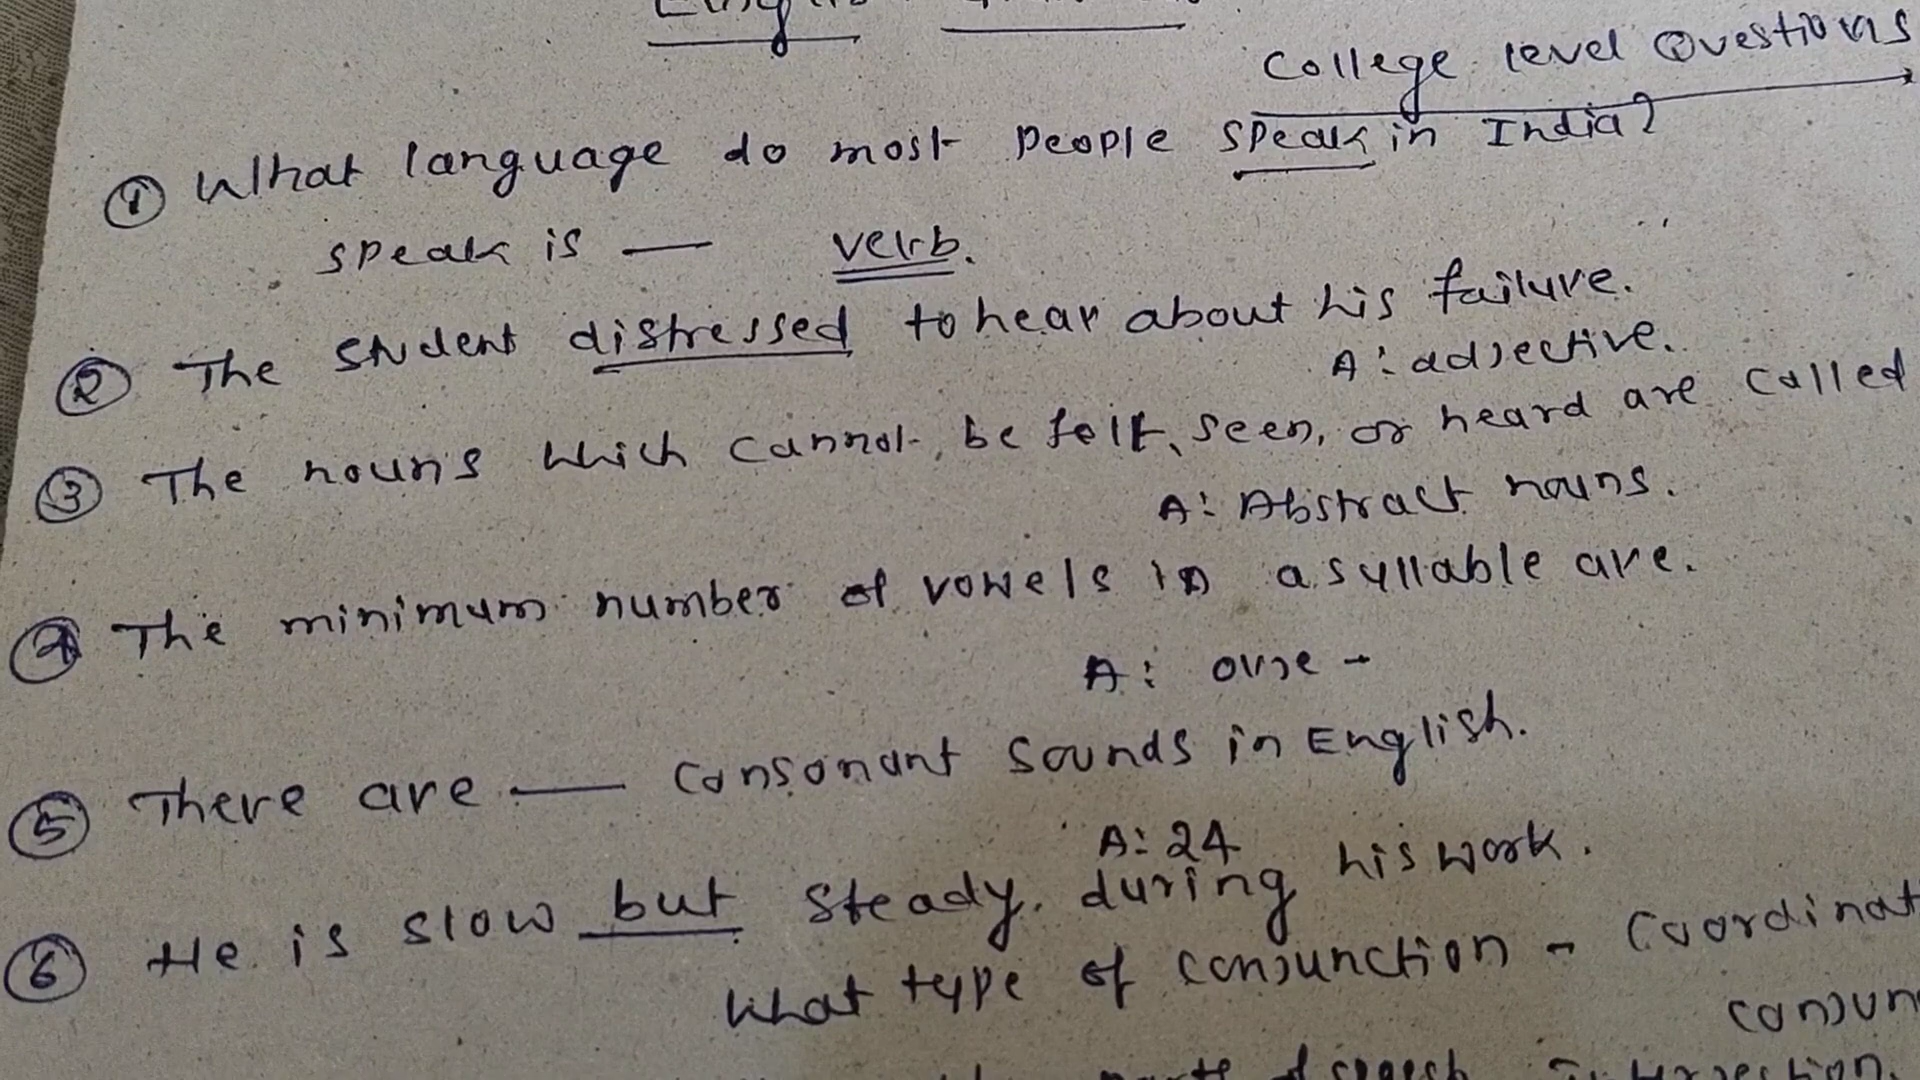 College level Questions
① What language do most People speak in India?
speak is — verb.
② The student distressed to hear about his failure.
A: adjective.
③ The nouns which cannot be felt, seen, or heard are called
A: Abstract nouns.
④ The minimum number of vowels in a syllable are.
A: one -
⑤ There are — consonant sounds in English.
A: 24
⑥ He is slow but steady. during his work.
What type of conjunction - Coordinat
conjun